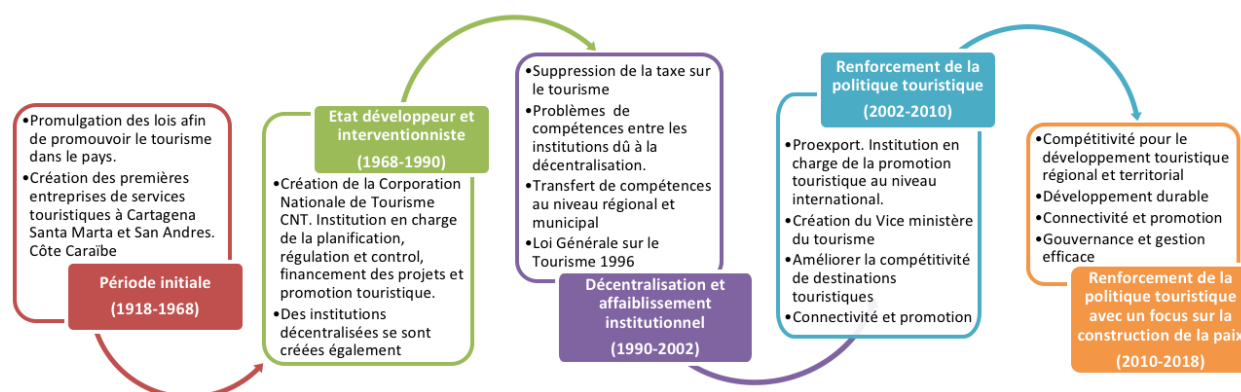 •Promulgation des lois afin
de promouvoir le tourisme
dans le pays.
•Création des premières
entreprises de services
touristiques à Cartagena
Santa Marta et San Andres.
Côte Caraïbe
Période initiale
(1918-1968)
Etat développeur et
interventionniste
(1968-1990)
•Création de la Corporation
Nationale de Tourisme
CNT. Institution en charge
de la planification,
régulation et control,
financement des projets et
promotion touristique.
•Des institutions
décentralisées se sont
créées également
•Suppression de la taxe sur
le tourisme
•Problèmes de
compétences entre les
institutions dû à la
décentralisation.
•Transfert de compétences
au niveau régional et
municipal
•Loi Générale sur le
Tourisme 1996
Décentralisation et
affaiblissement
institutionnel
(1990-2002)
Renforcement de la
politique touristique
(2002-2010)
•Proexport. Institution en
charge de la promotion
touristique au niveau
international.
•Création du Vice ministère
du tourisme
•Améliorer la compétitivité
de destinations
touristiques
•Connectivité et promotion
•Compétitivité pour le
développement touristique
régional et territorial
•Développement durable
•Connectivité et promotion
•Gouvernance et gestion
efficace
Renforcement de la
politique touristique
avec un focus sur la
construction de la paix
(2010-2018)